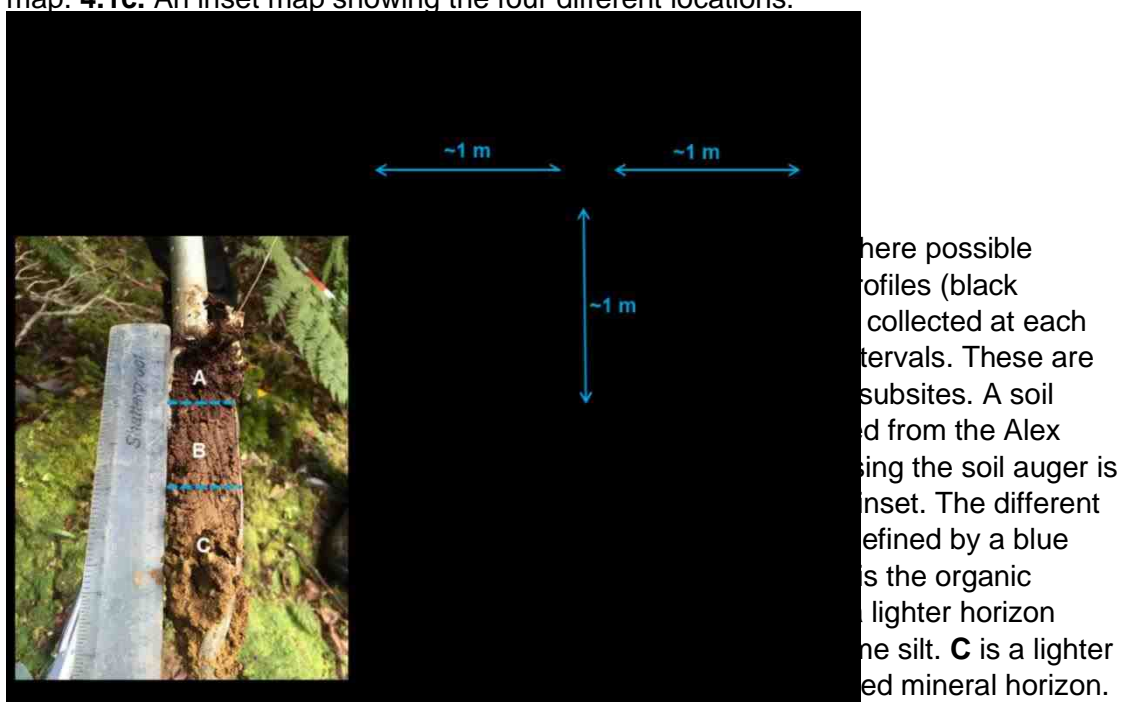 map. 4.1c. An inset map showing the four different locations.
~1 m ~1 m
~1 m
here possible
rofiles (black
collected at each
tervals. These are
subsites. A soil
ed from the Alex
sing the soil auger is
inset. The different
efined by a blue
is the organic
lighter horizon
me silt. C is a lighter
ed mineral horizon.
Shatterproof
A
B
C